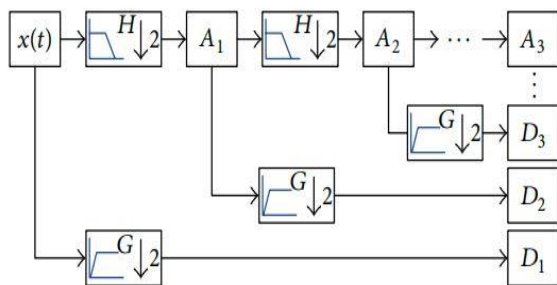 x(t) H ↓2 A₁ H ↓2 A₂ ⋯ A₃
⋮
G ↓2 D₃
G ↓2 D₂
G ↓2 D₁